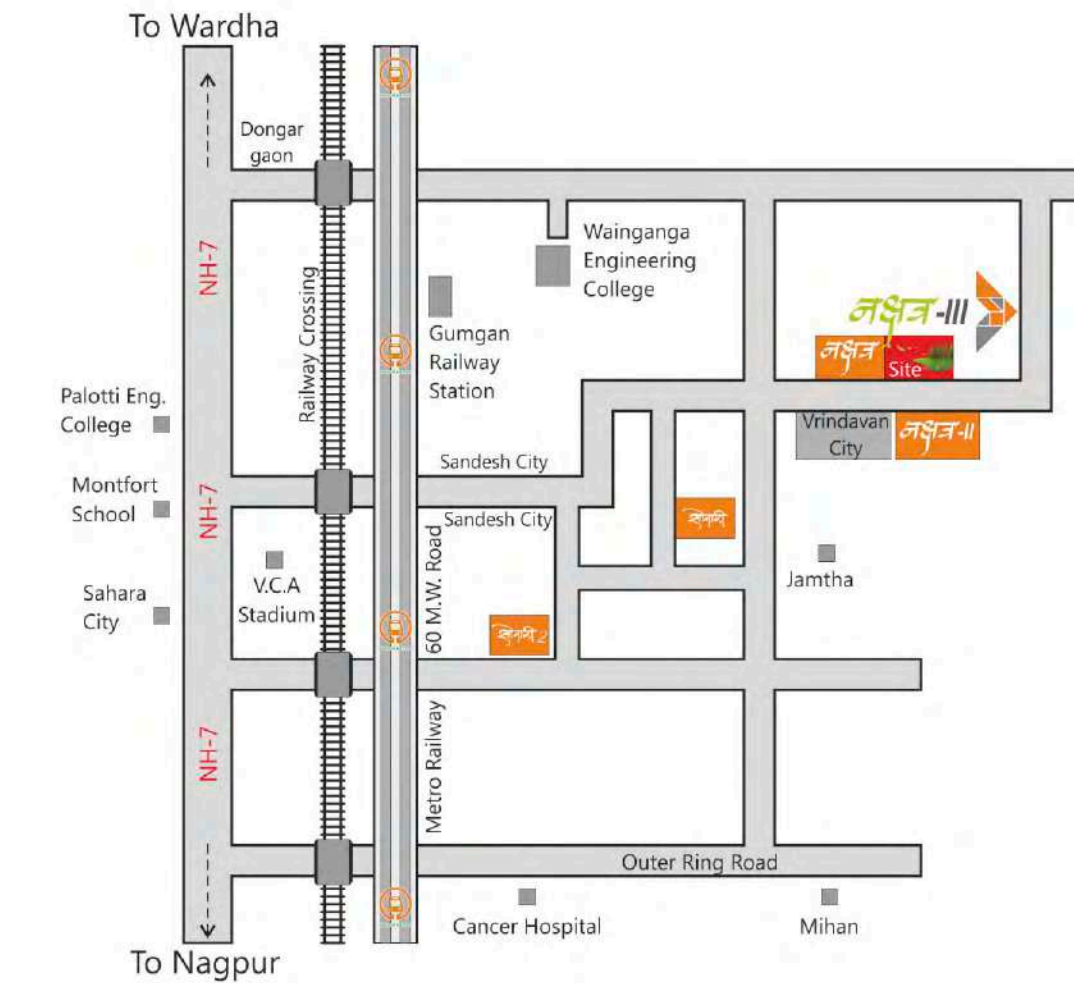 To Wardha
Dongar
gaon
NH-7
Railway Crossing
Wainganga
Engineering
College
Gumgan
Railway
Station
नक्षत्र-III
नक्षत्र
Site
Palotti Eng.
College
Vrindavan
City
नक्षत्र-II
Sandesh City
Montfort
School
NH-7
Sandesh City
60 M.W. Road
V.C.A
Stadium
Jamtha
Sahara
City
2
NH-7
Metro Railway
Outer Ring Road
Cancer Hospital
Mihan
To Nagpur